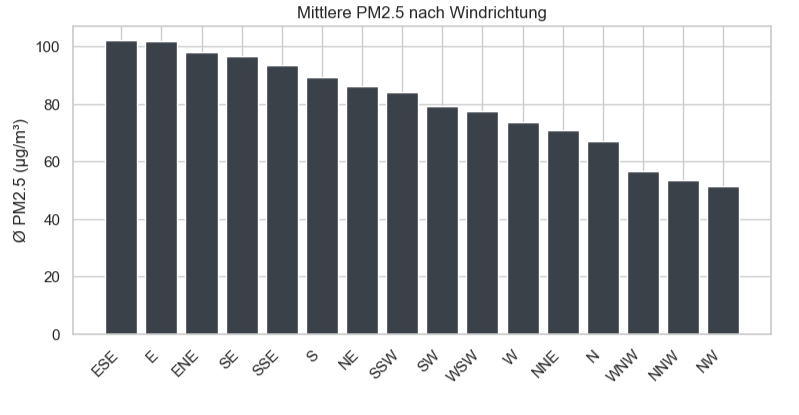 Mittlere PM2.5 nach Windrichtung
Ø PM2.5 (µg/m³)
100
80
60
40
20
0
ESE E ENE SE SSE S NE SSW SW WSW W NNE N WNW NNW NW